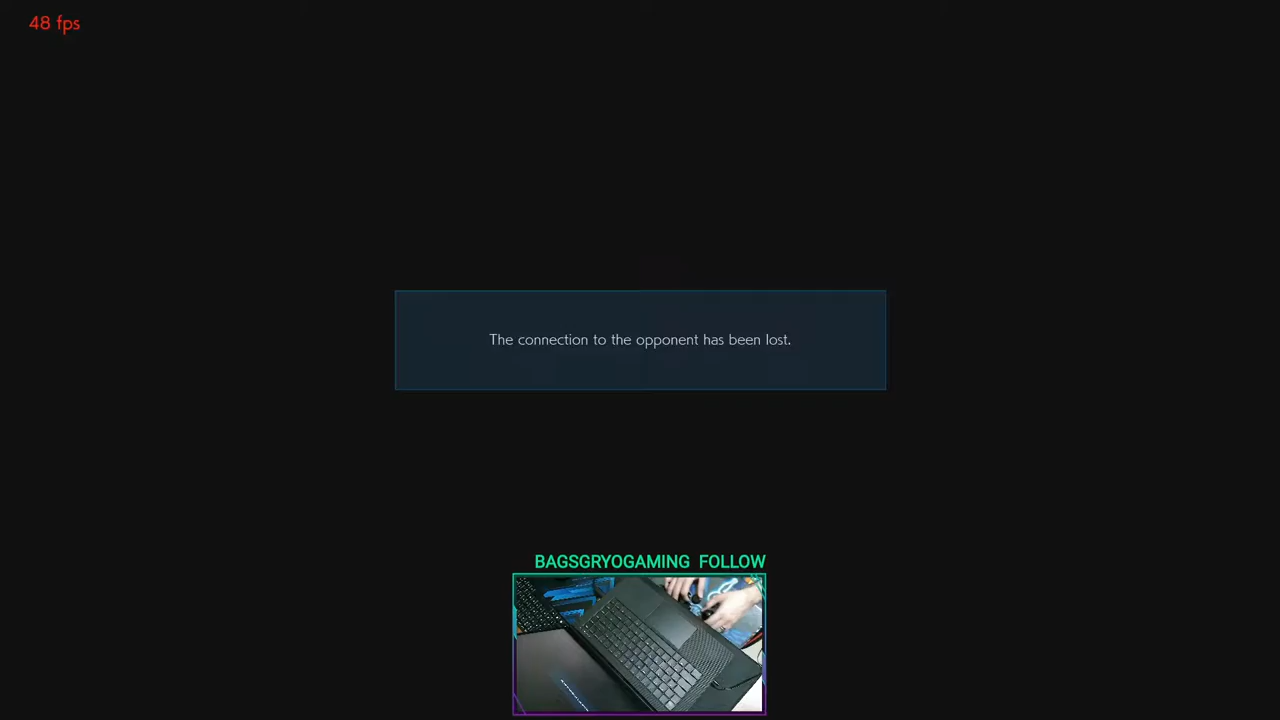 48 fps
The connection to the opponent has been lost.
BAGSGRYOGAMING FOLLOW